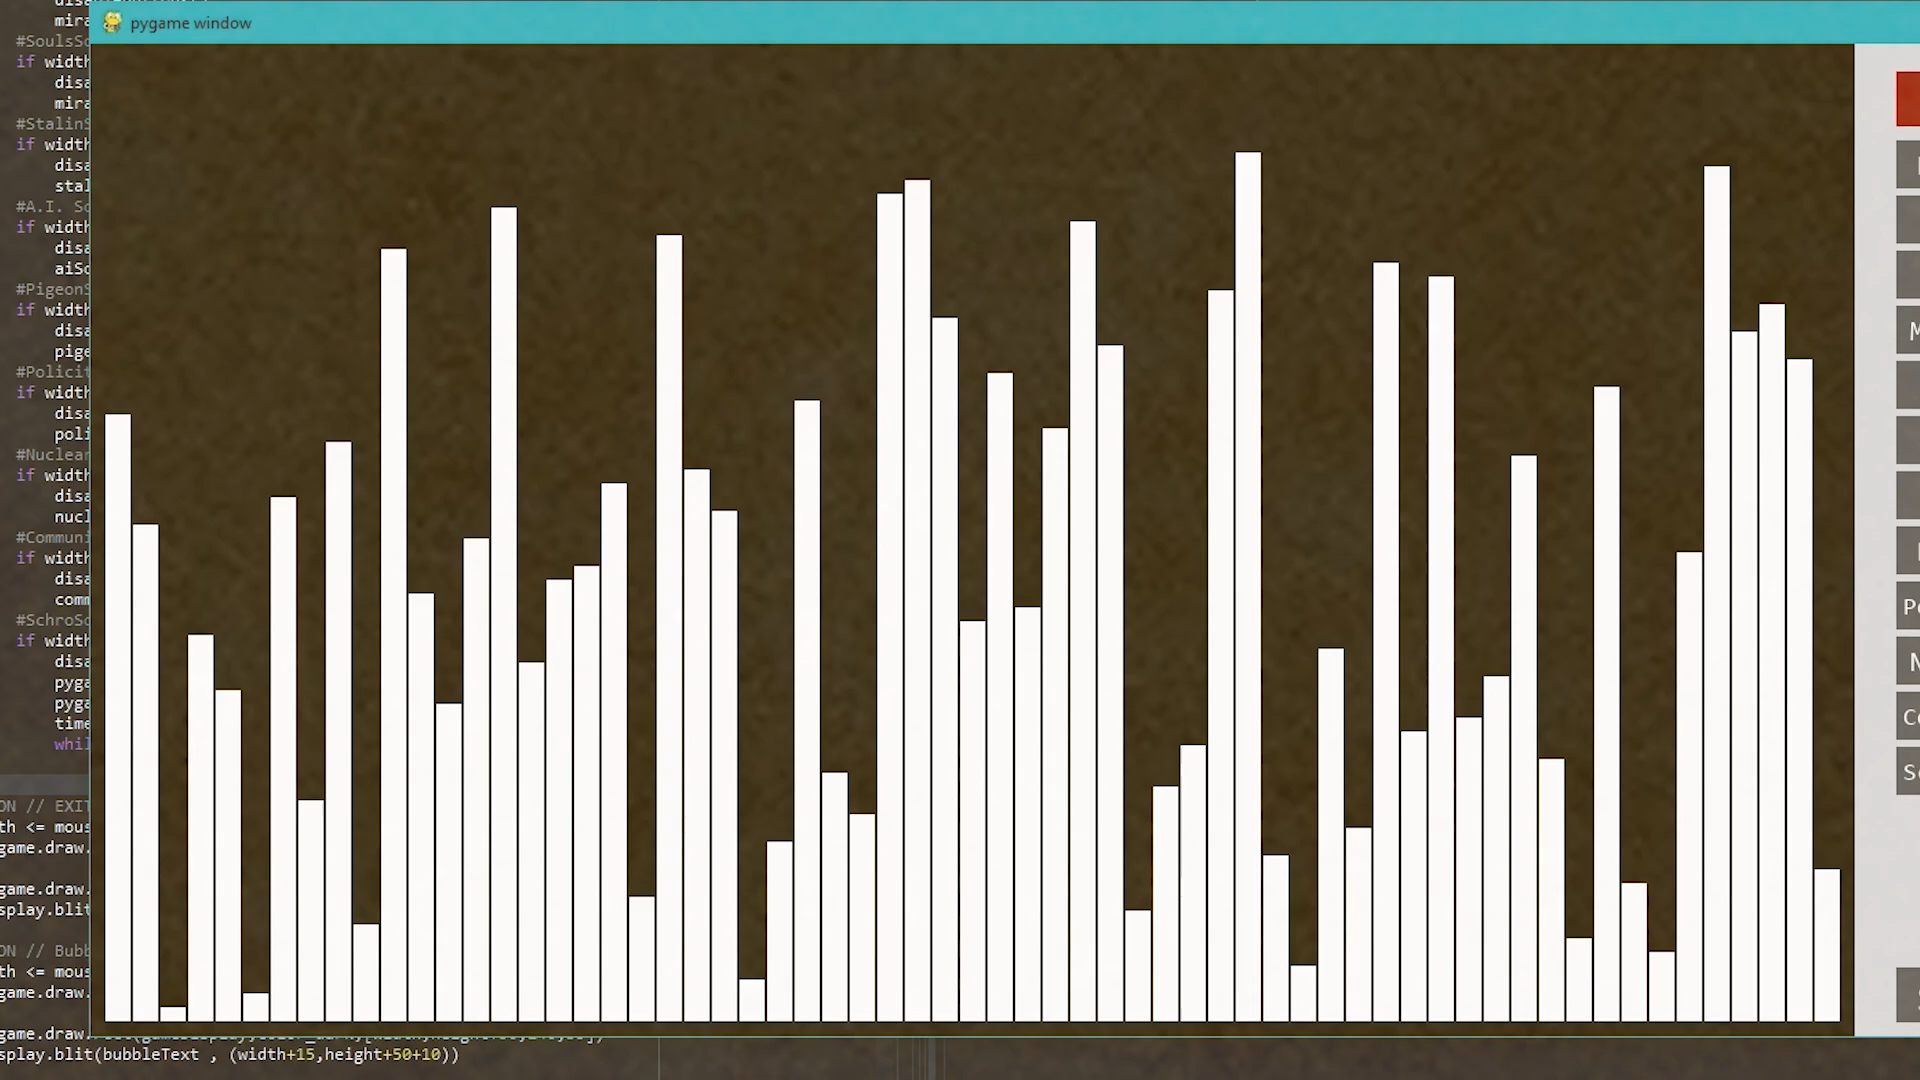 pygame window
mira
#SoulsSo
if width
disa
mira
#StalinS
if width
disa
stal
#A.I. So
if width
disa
aiSo
#PigeonS
if width
disa
pige
#Policit
if width
disa
poli
#Nuclear
if width
disa
nucl
#Communi
if width
disa
comm
#SchroSo
if width
disa
pyga
pyga
time
whil
ON // EXIT
th <= mous
game.draw.
game.draw.
splay.blit
ON // Bubb
th <= mous
game.draw.
game.draw.
splay.blit(bubbleText , (width+15,height+50+10))
M
Po
N
Co
Sc